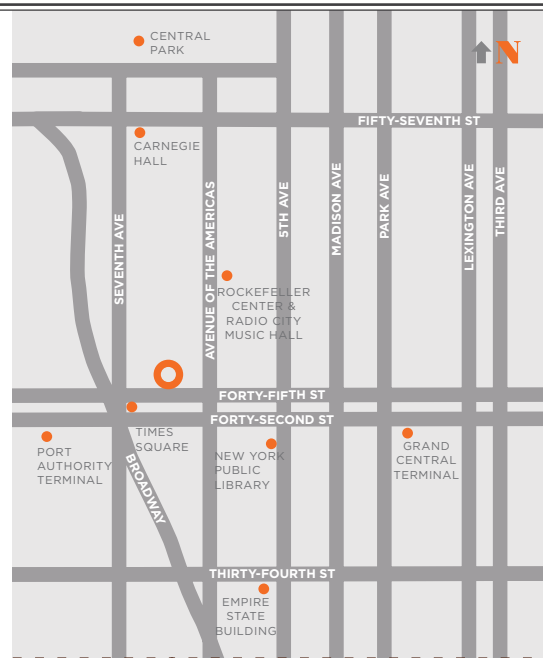 CENTRAL
PARK
N
FIFTY-SEVENTH ST
CARNEGIE
HALL
SEVENTH AVE
AVENUE OF THE AMERICAS
5TH AVE
MADISON AVE
PARK AVE
LEXINGTON AVE
THIRD AVE
ROCKEFELLER
CENTER &
RADIO CITY
MUSIC HALL
FORTY-FIFTH ST
FORTY-SECOND ST
TIMES
SQUARE
PORT
AUTHORITY
TERMINAL
BROADWAY
NEW YORK
PUBLIC
LIBRARY
GRAND
CENTRAL
TERMINAL
THIRTY-FOURTH ST
EMPIRE
STATE
BUILDING